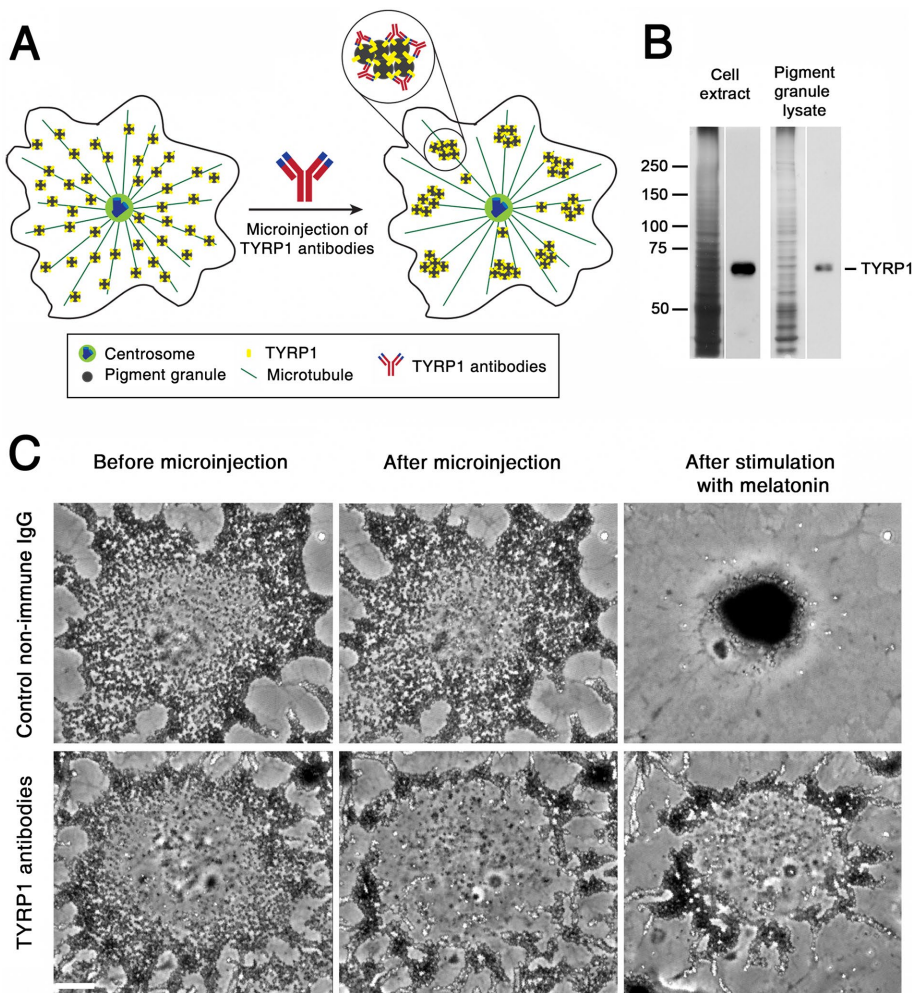 A
Microinjection of
TYRP1 antibodies
Centrosome
Pigment granule
TYRP1
Microtubule
TYRP1 antibodies
B
Cell
extract
Pigment
granule
lysate
250
150
100
75
50
TYRP1
C
Before microinjection
After microinjection
After stimulation
with melatonin
Control non-immune IgG
TYRP1 antibodies